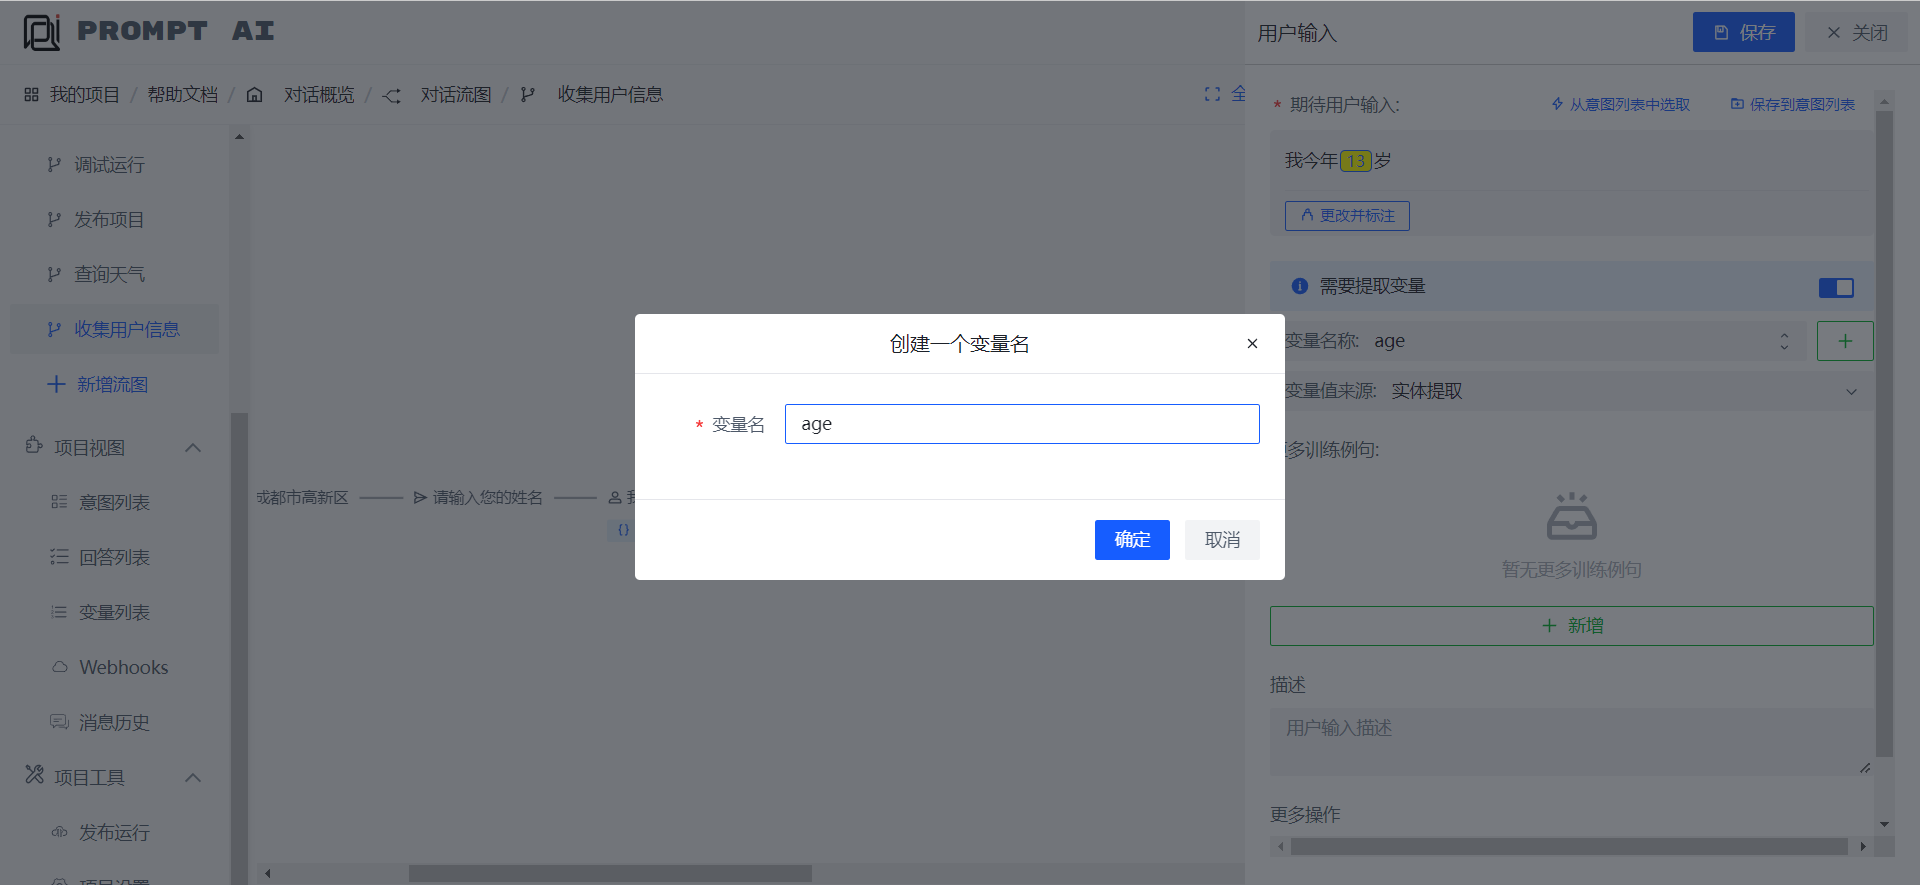 PROMPT AI
我的项目 / 帮助文档 / 对话概览 / 对话流图 / 收集用户信息
全
调试运行
发布项目
查询天气
收集用户信息
新增流图
项目视图
意图列表
回答列表
变量列表
Webhooks
消息历史
项目工具
发布运行
项目设置
成都市高新区
请输入您的姓名
{}
创建一个变量名
* 变量名 age
确定 取消
用户输入
保存
关闭
* 期待用户输入: 从意图列表中选取 保存到意图列表
我今年 13 岁
更改并标注
需要提取变量
变量名称: age
变量值来源: 实体提取
多训练例句:
暂无更多训练例句
新增
描述
用户输入描述
更多操作